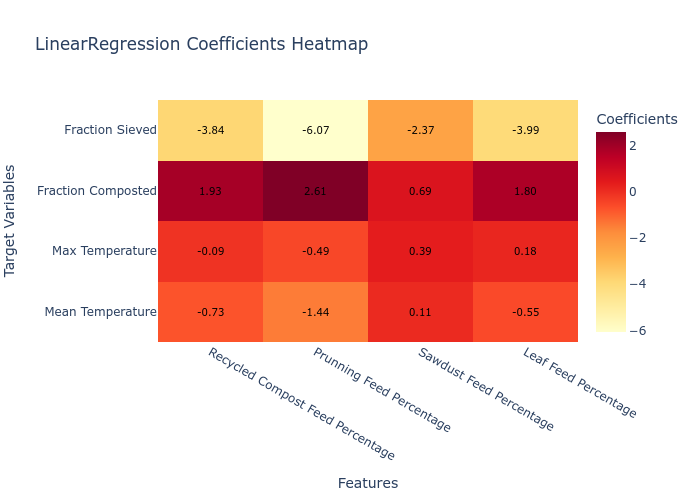 LinearRegression Coefficients Heatmap
Coefficients
Fraction Sieved -3.84 -6.07 -2.37 -3.99
Fraction Composted 1.93 2.61 0.69 1.80
Max Temperature -0.09 -0.49 0.39 0.18
Mean Temperature -0.73 -1.44 0.11 -0.55
2
0
−2
−4
−6
Target Variables
Recycled Compost Feed Percentage
Prunning Feed Percentage
Sawdust Feed Percentage
Leaf Feed Percentage
Features